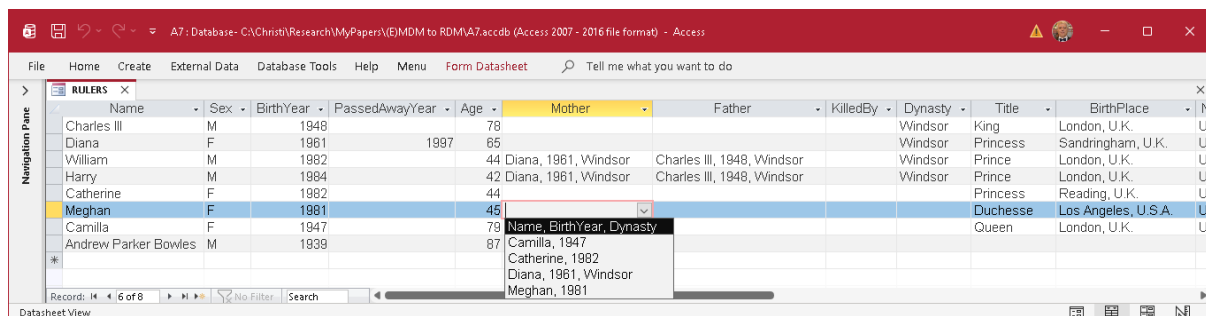 A7 : Database- C:\Christi\Research\MyPapers\(E)MDM to RDM\A7.accdb (Access 2007 - 2016 file format) - Access
File Home Create External Data Database Tools Help Menu Form Datasheet Tell me what you want to do
RULERS
Navigation Pane
Name Sex BirthYear PassedAwayYear Age Mother Father KilledBy Dynasty Title BirthPlace N
Charles III M 1948 78 Windsor King London, U.K. U
Diana F 1961 1997 65 Windsor Princess Sandringham, U.K. U
William M 1982 44 Diana, 1961, Windsor Charles III, 1948, Windsor Windsor Prince London, U.K. U
Harry M 1984 42 Diana, 1961, Windsor Charles III, 1948, Windsor Windsor Prince London, U.K. U
Catherine F 1982 44 Princess Reading, U.K. U
Meghan F 1981 45 Duchesse Los Angeles, U.S.A. U
Camilla F 1947 79 Name, BirthYear, Dynasty Queen London, U.K. U
Andrew Parker Bowles M 1939 87 Camilla, 1947
Catherine, 1982
Diana, 1961, Windsor
Meghan, 1981
Record: 6 of 8 No Filter Search
Datasheet View